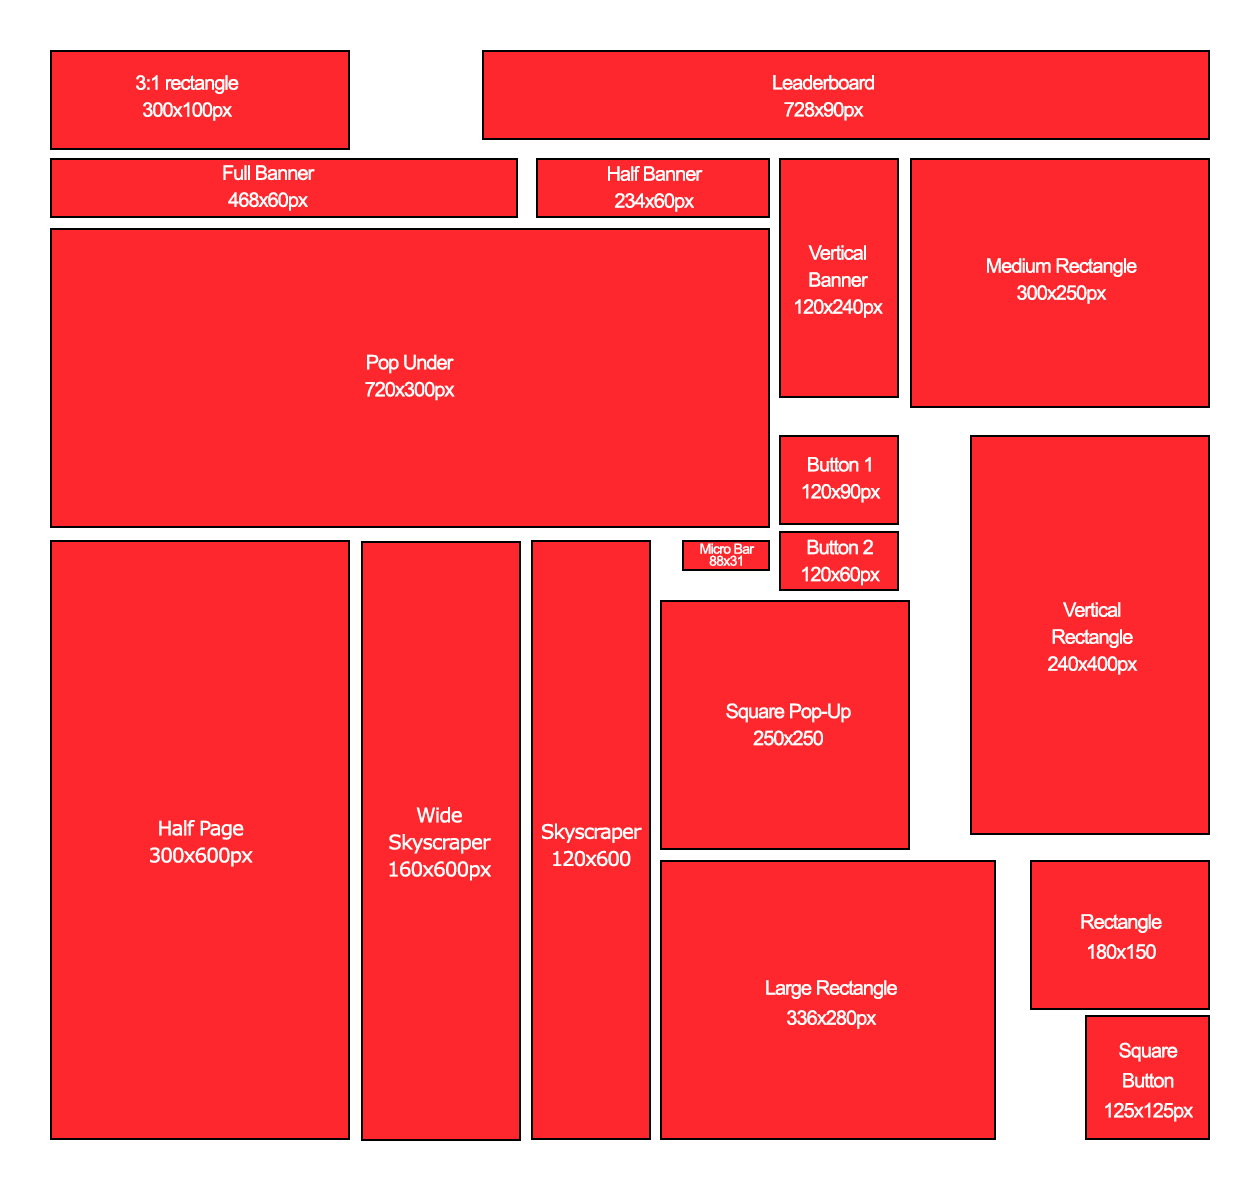 3:1 rectangle
300x100px
Leaderboard
728x90px
Full Banner
468x60px
Half Banner
234x60px
Vertical
Banner
120x240px
Medium Rectangle
300x250px
Pop Under
720x300px
Button 1
120x90px
Micro Bar
88x31
Button 2
120x60px
Vertical
Rectangle
240x400px
Square Pop-Up
250x250
Half Page
300x600px
Wide
Skyscraper
160x600px
Skyscraper
120x600
Large Rectangle
336x280px
Rectangle
180x150
Square
Button
125x125px